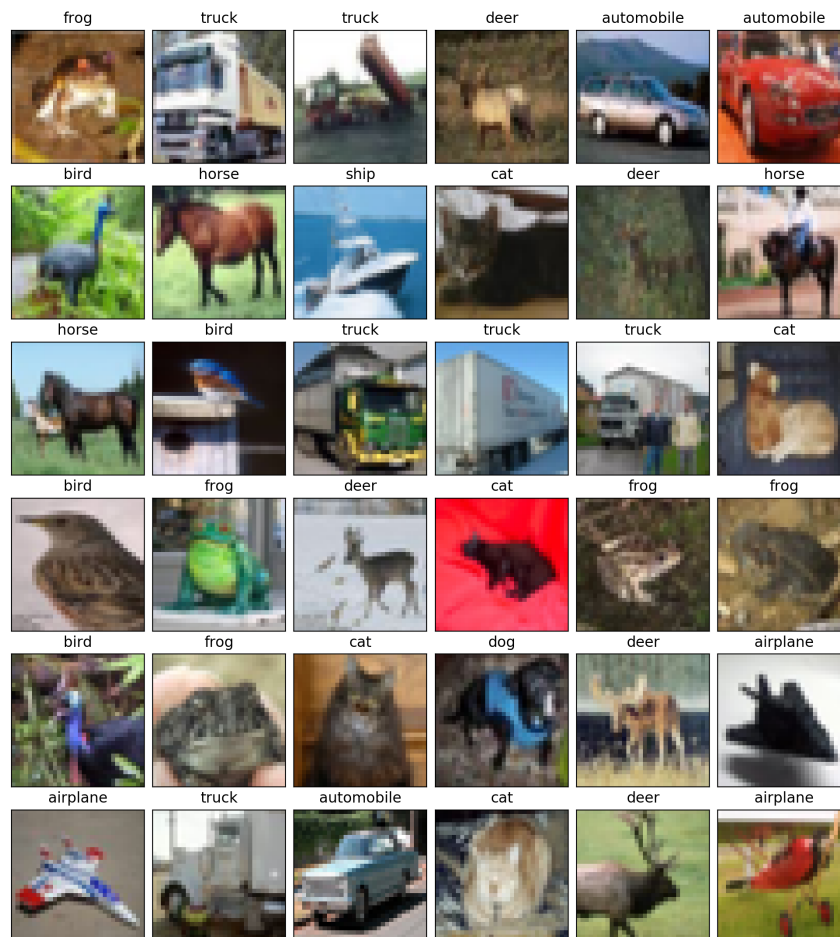 frog truck truck deer automobile automobile
bird horse ship cat deer horse
horse bird truck truck truck cat
bird frog deer cat frog frog
bird frog cat dog deer airplane
airplane truck automobile cat deer airplane